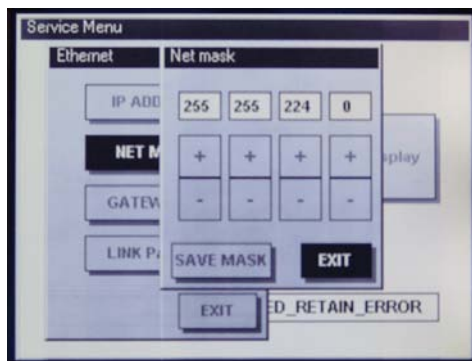 Service Menu
Ethernet
Net mask
IP ADD
255 255 224 0
NET M
+ + + +
GATEW
- - - -
LINK P
SAVE MASK
EXIT
EXIT
ED_RETAIN_ERROR